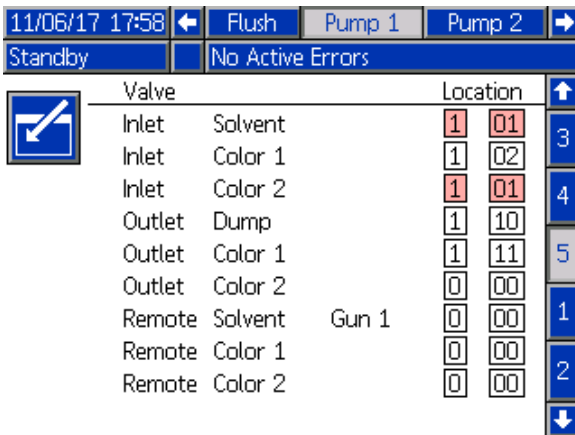 11/06/17 17:58 Flush Pump 1 Pump 2
Standby No Active Errors
Valve Location
Inlet Solvent 1 01
Inlet Color 1 1 02
Inlet Color 2 1 01
Outlet Dump 1 10
Outlet Color 1 1 11
Outlet Color 2 0 00
Remote Solvent Gun 1 0 00
Remote Color 1 0 00
Remote Color 2 0 00
3
4
5
1
2